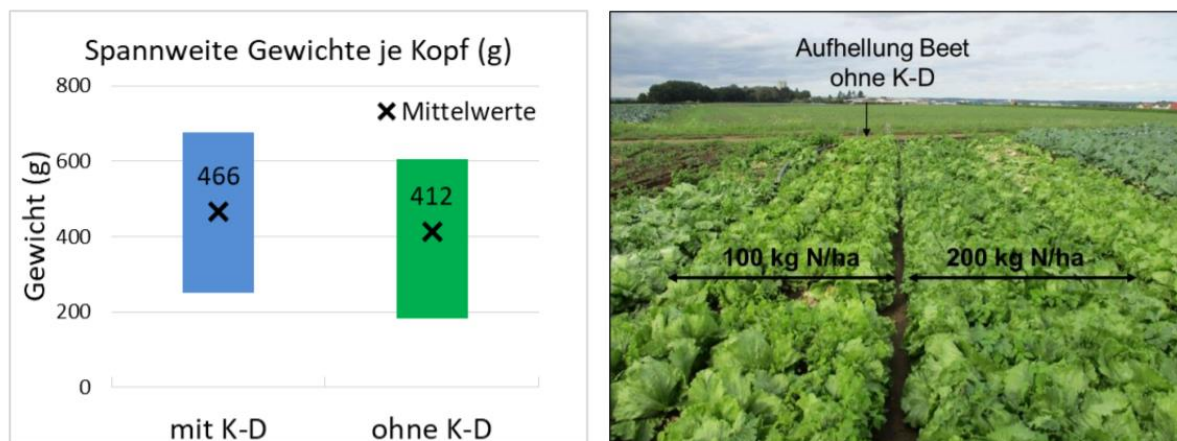 Spannweite Gewichte je Kopf (g)
800
600
400
200
0
Gewicht (g)
× Mittelwerte
466
412
mit K-D
ohne K-D
Aufhellung Beet
ohne K-D
100 kg N/ha
200 kg N/ha